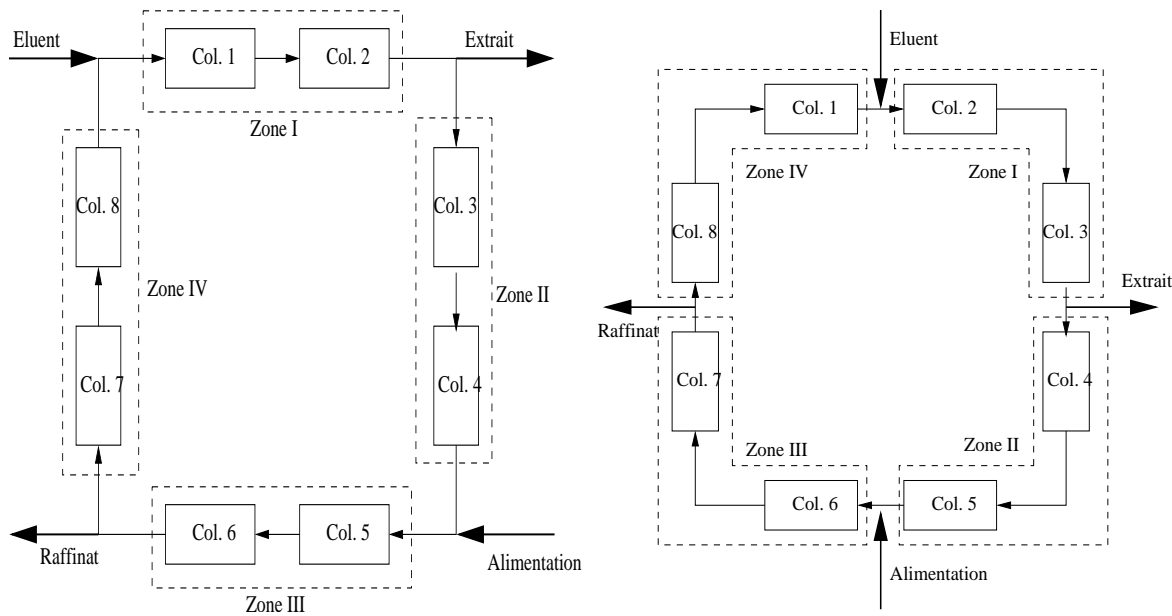 Eluent
Col. 1
Col. 2
Extrait
Zone I
Col. 8
Col. 3
Zone IV
Zone II
Col. 7
Col. 4
Col. 6
Col. 5
Raffinat
Alimentation
Zone III
Eluent
Col. 1
Col. 2
Zone IV
Zone I
Col. 8
Col. 3
Extrait
Raffinat
Col. 7
Col. 4
Zone III
Zone II
Col. 6
Col. 5
Alimentation